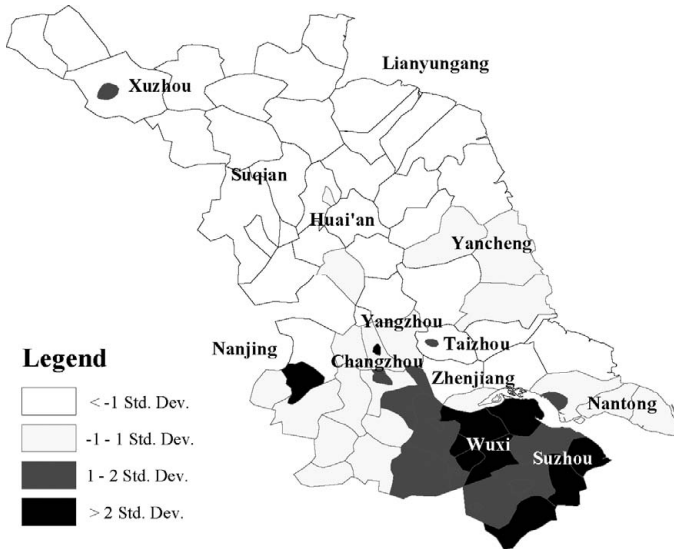 Lianyungang
Xuzhou
Suqian
Huai'an
Yancheng
Yangzhou
Nanjing
Taizhou
Changzhou
Zhenjiang
Nantong
Wuxi
Suzhou
Legend
< -1 Std. Dev.
-1 - 1 Std. Dev.
1 - 2 Std. Dev.
> 2 Std. Dev.